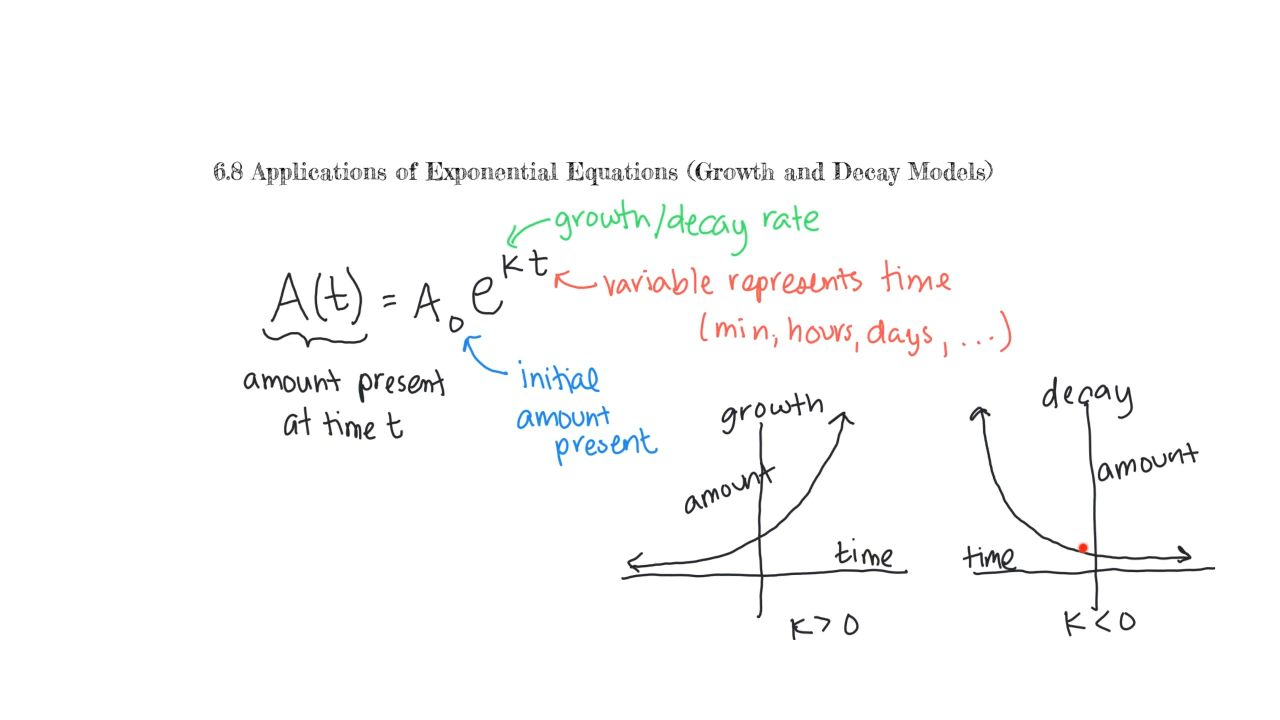 6.8 Applications of Exponential Equations (Growth and Decay Models)
growth/decay rate
A(t) = A₀ e^{kt}
variable represents time
(min, hours, days, ...)
amount present
at time t
initial
amount
present
growth
amount
time
K > 0
decay
amount
time
K < 0